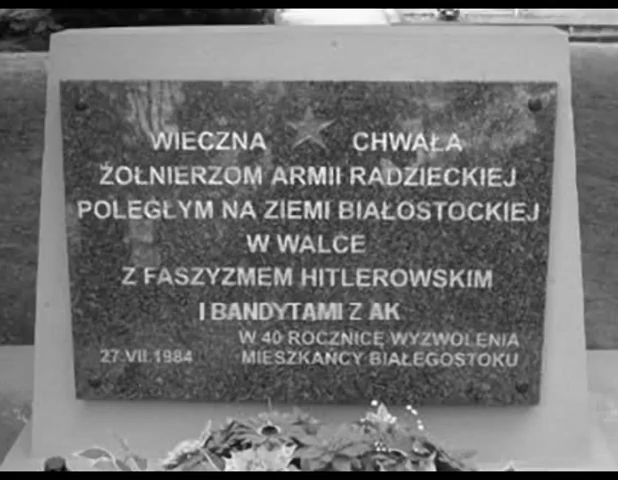 WIECZNA CHWAŁA
ŻOŁNIERZOM ARMII RADZIECKIEJ
POLEGŁYM NA ZIEMI BIAŁOSTOCKIEJ
W WALCE
Z FASZYZMEM HITLEROWSKIM
I BANDYTAMI Z AK
W 40 ROCZNICĘ WYZWOLENIA
27.VII.1984 MIESZKAŃCY BIAŁEGOSTOKU